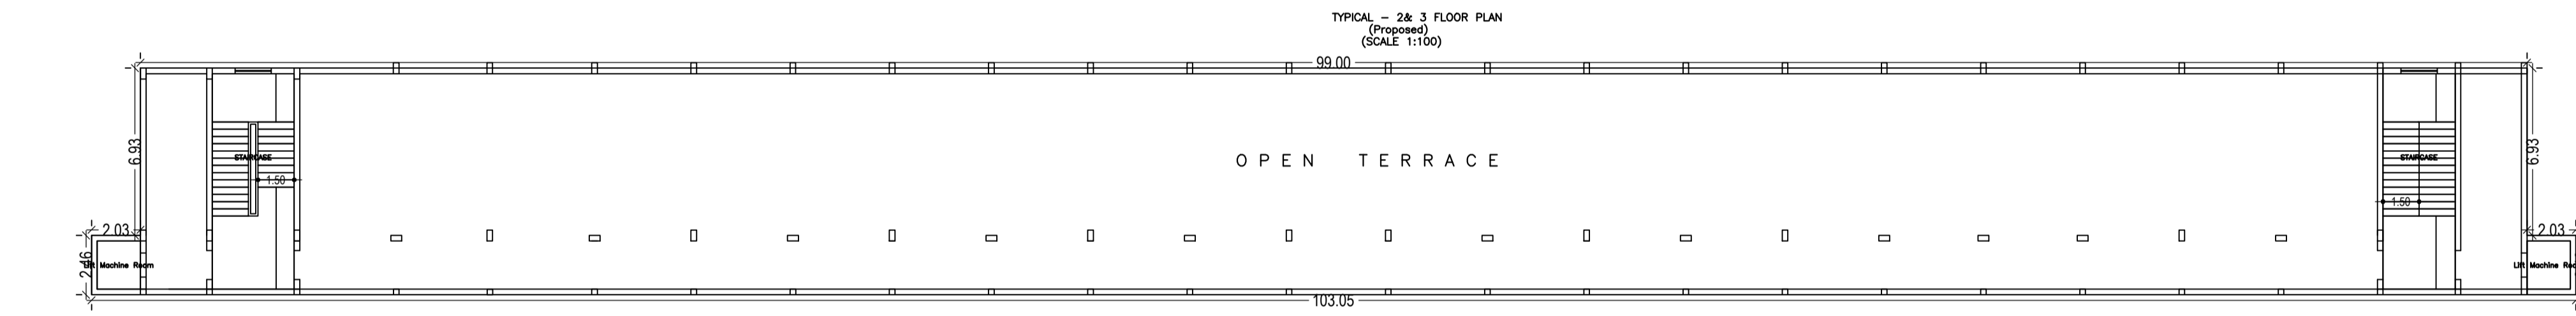 TYPICAL - 2& 3 FLOOR PLAN
(Proposed)
(SCALE 1:100)
99.00
6.93
6.93
OPEN TERRACE
STAIRCASE
STAIRCASE
1.50
1.50
2.03
2.03
2.46
Lift Machine Room
Lift Machine Roo
103.05